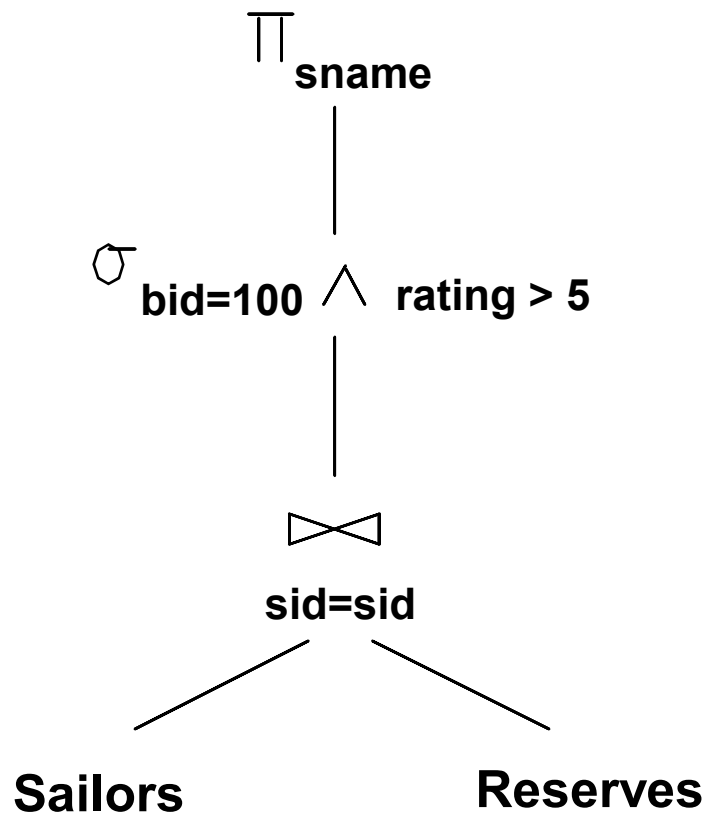 ∏ sname
σ bid=100 ∧ rating > 5
⋈
sid=sid
Sailors Reserves